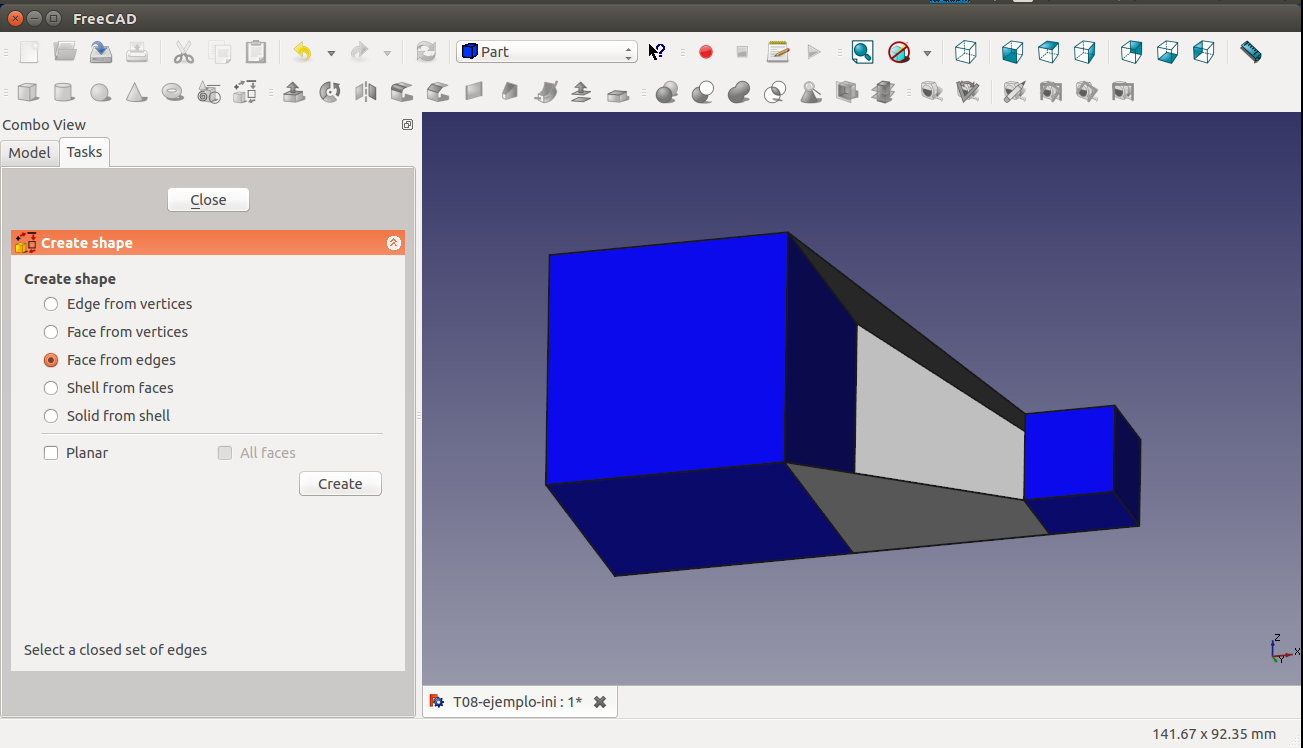 FreeCAD
Part
Combo View
Model
Tasks
Close
Create shape
Create shape
Edge from vertices
Face from vertices
Face from edges
Shell from faces
Solid from shell
Planar
All faces
Create
Select a closed set of edges
Z
X
Y
T08-ejemplo-ini : 1*
141.67 x 92.35 mm